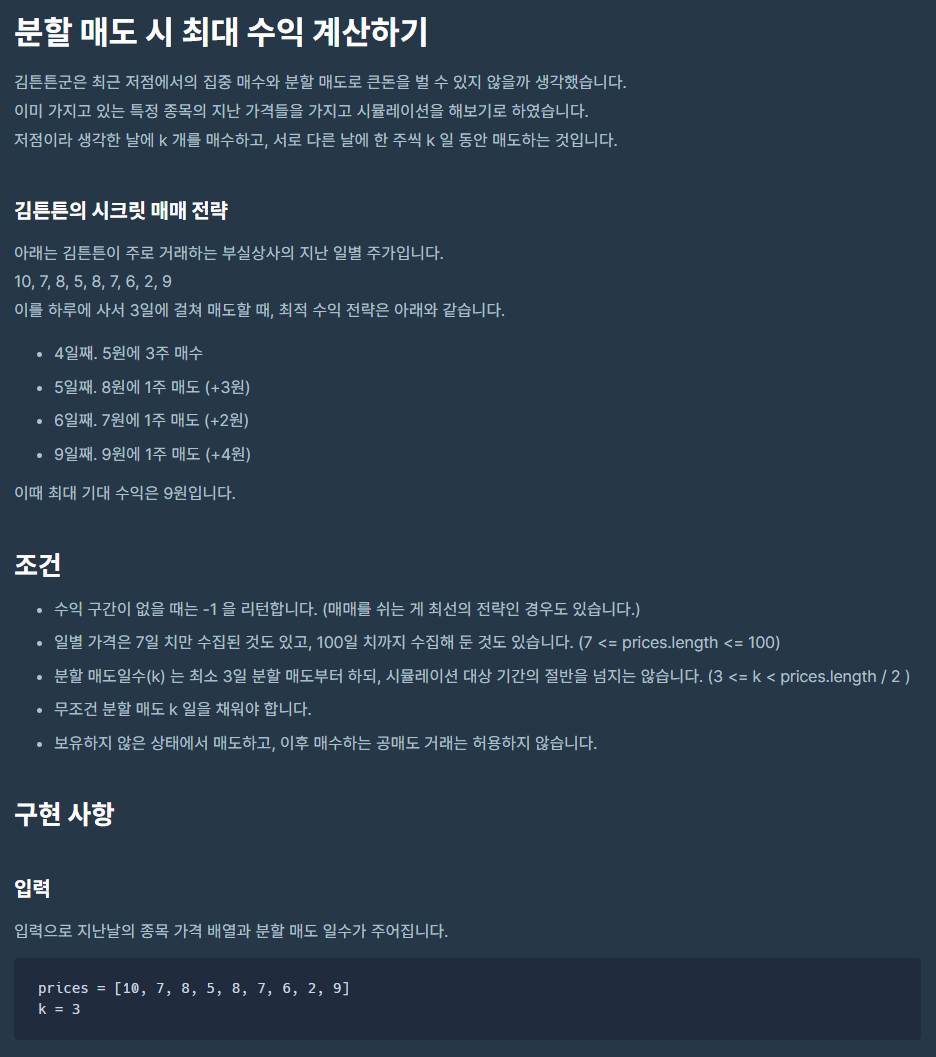 분할 매도 시 최대 수익 계산하기
김튼튼군은 최근 저점에서의 집중 매수와 분할 매도로 큰돈을 벌 수 있지 않을까 생각했습니다.
이미 가지고 있는 특정 종목의 지난 가격들을 가지고 시뮬레이션을 해보기로 하였습니다.
저점이라 생각한 날에 k 개를 매수하고, 서로 다른 날에 한 주씩 k 일 동안 매도하는 것입니다.
김튼튼의 시크릿 매매 전략
아래는 김튼튼이 주로 거래하는 부실상사의 지난 일별 주가입니다.
10, 7, 8, 5, 8, 7, 6, 2, 9
이를 하루에 사서 3일에 걸쳐 매도할 때, 최적 수익 전략은 아래와 같습니다.
• 4일째. 5원에 3주 매수
• 5일째. 8원에 1주 매도 (+3원)
• 6일째. 7원에 1주 매도 (+2원)
• 9일째. 9원에 1주 매도 (+4원)
이때 최대 기대 수익은 9원입니다.
조건
• 수익 구간이 없을 때는 -1 을 리턴합니다. (매매를 쉬는 게 최선의 전략인 경우도 있습니다.)
• 일별 가격은 7일 치만 수집된 것도 있고, 100일 치까지 수집해 둔 것도 있습니다. (7 <= prices.length <= 100)
• 분할 매도일수(k) 는 최소 3일 분할 매도부터 하되, 시뮬레이션 대상 기간의 절반을 넘지는 않습니다. (3 <= k < prices.length / 2 )
• 무조건 분할 매도 k 일을 채워야 합니다.
• 보유하지 않은 상태에서 매도하고, 이후 매수하는 공매도 거래는 허용하지 않습니다.
구현 사항
입력
입력으로 지난날의 종목 가격 배열과 분할 매도 일수가 주어집니다.
prices = [10, 7, 8, 5, 8, 7, 6, 2, 9]
k = 3